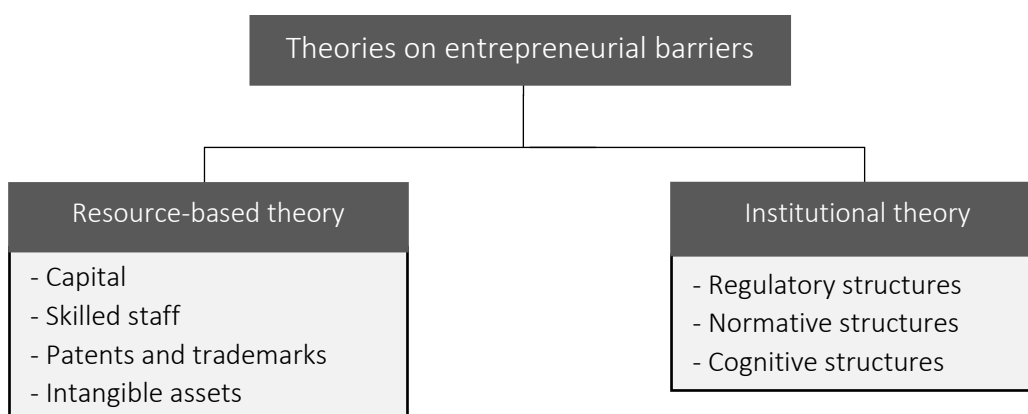 Theories on entrepreneurial barriers
Resource-based theory
- Capital
- Skilled staff
- Patents and trademarks
- Intangible assets
Institutional theory
- Regulatory structures
- Normative structures
- Cognitive structures